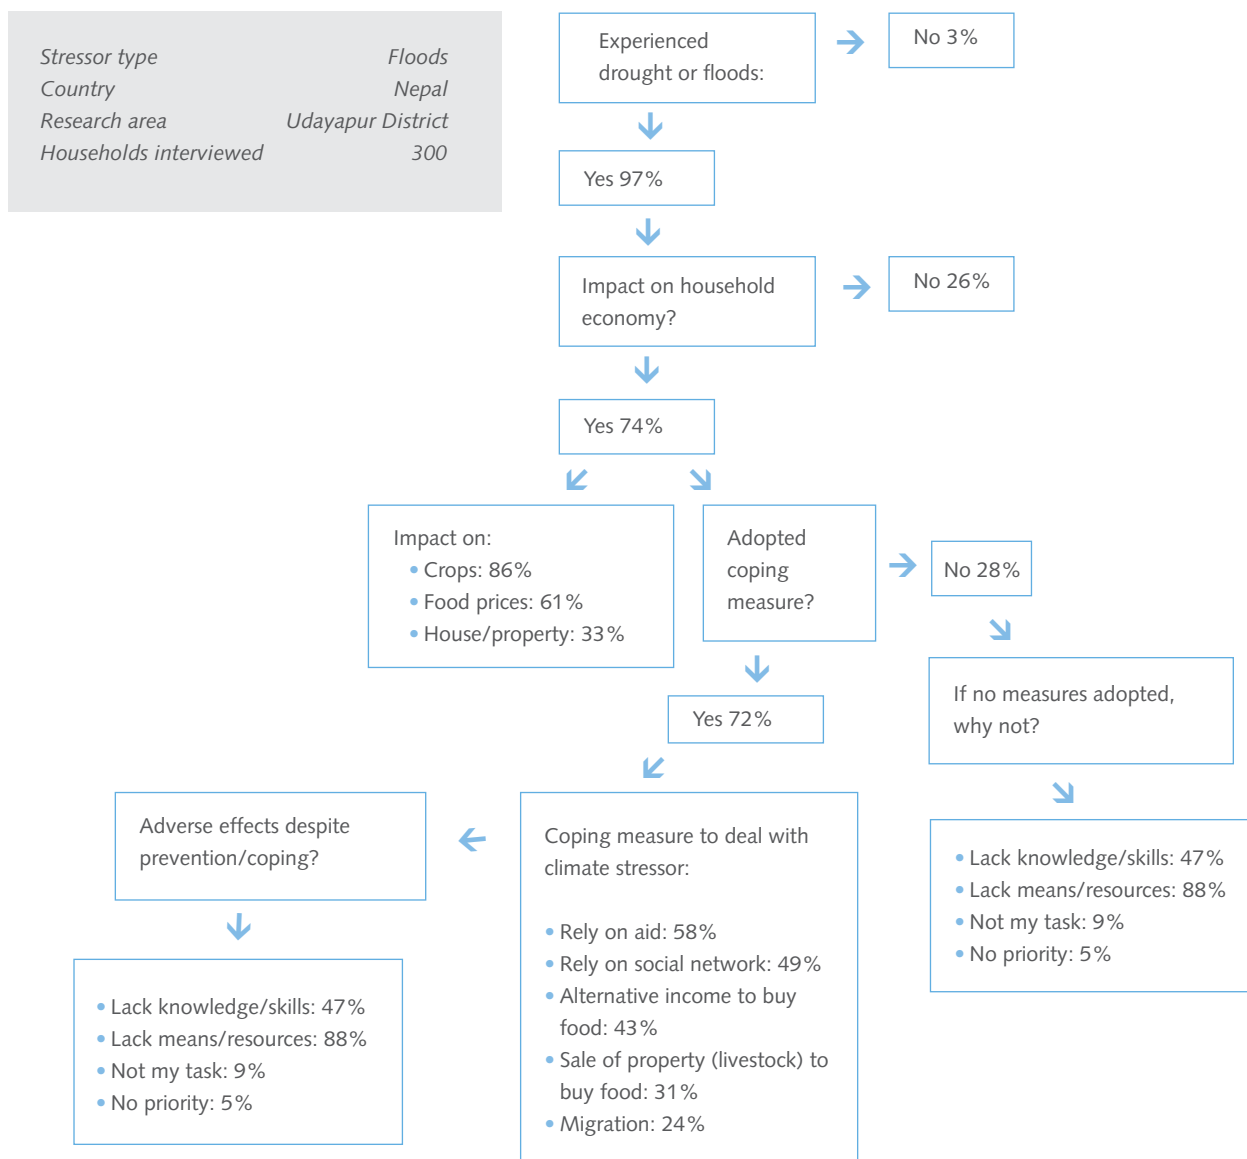 Stressor type Floods
Country Nepal
Research area Udayapur District
Households interviewed 300
Experienced
drought or floods:
No 3%
Yes 97%
Impact on household
economy?
No 26%
Yes 74%
Impact on:
• Crops: 86%
• Food prices: 61%
• House/property: 33%
Adopted
coping
measure?
No 28%
Yes 72%
If no measures adopted,
why not?
• Lack knowledge/skills: 47%
• Lack means/resources: 88%
• Not my task: 9%
• No priority: 5%
Coping measure to deal with
climate stressor:
• Rely on aid: 58%
• Rely on social network: 49%
• Alternative income to buy
food: 43%
• Sale of property (livestock) to
buy food: 31%
• Migration: 24%
Adverse effects despite
prevention/coping?
• Lack knowledge/skills: 47%
• Lack means/resources: 88%
• Not my task: 9%
• No priority: 5%